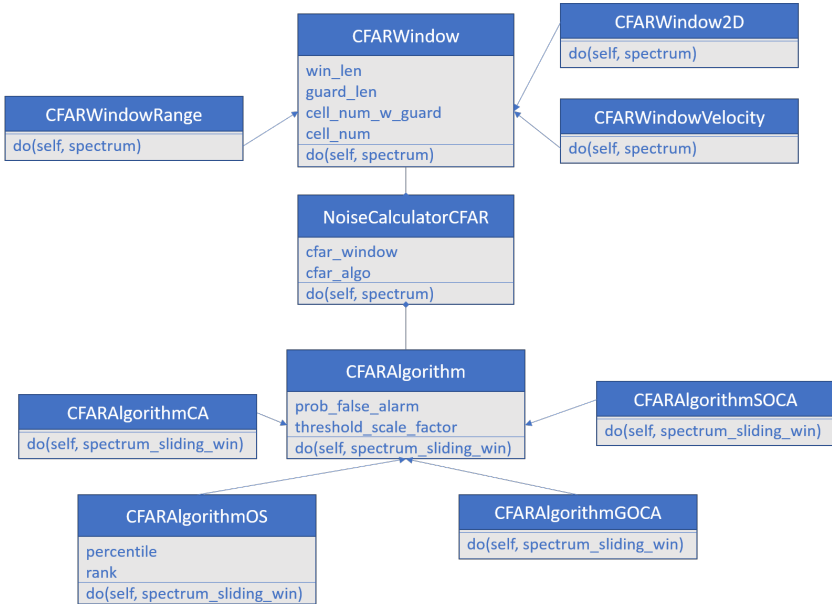 CFARWindow
win_len
guard_len
cell_num_w_guard
cell_num
do(self, spectrum)
CFARWindow2D
do(self, spectrum)
CFARWindowRange
do(self, spectrum)
CFARWindowVelocity
do(self, spectrum)
NoiseCalculatorCFAR
cfar_window
cfar_algo
do(self, spectrum)
CFARAlgorithm
prob_false_alarm
threshold_scale_factor
do(self, spectrum_sliding_win)
CFARAlgorithmCA
do(self, spectrum_sliding_win)
CFARAlgorithmSOCA
do(self, spectrum_sliding_win)
CFARAlgorithmOS
percentile
rank
do(self, spectrum_sliding_win)
CFARAlgorithmGOCA
do(self, spectrum_sliding_win)